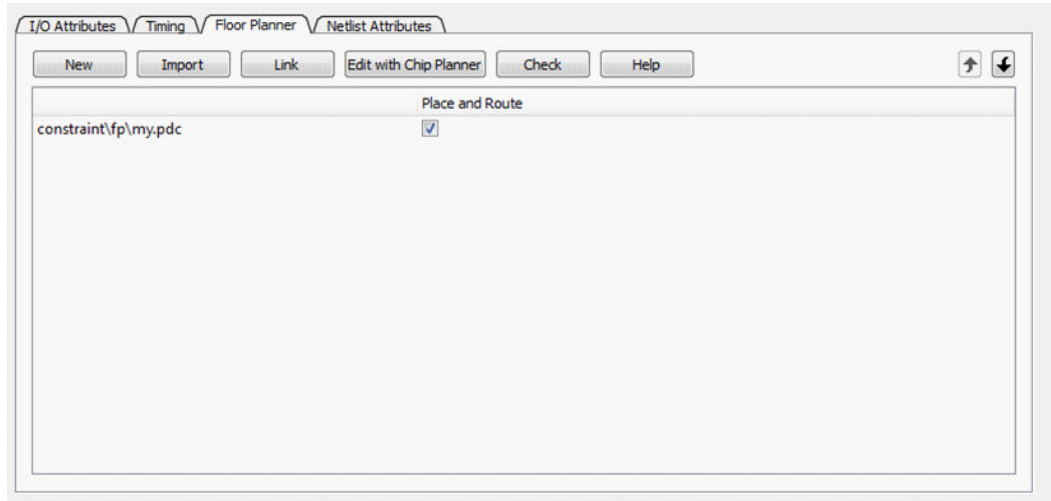 I/O Attributes Timing Floor Planner Netlist Attributes
New Import Link Edit with Chip Planner Check Help
Place and Route
constraint\fp\my.pdc